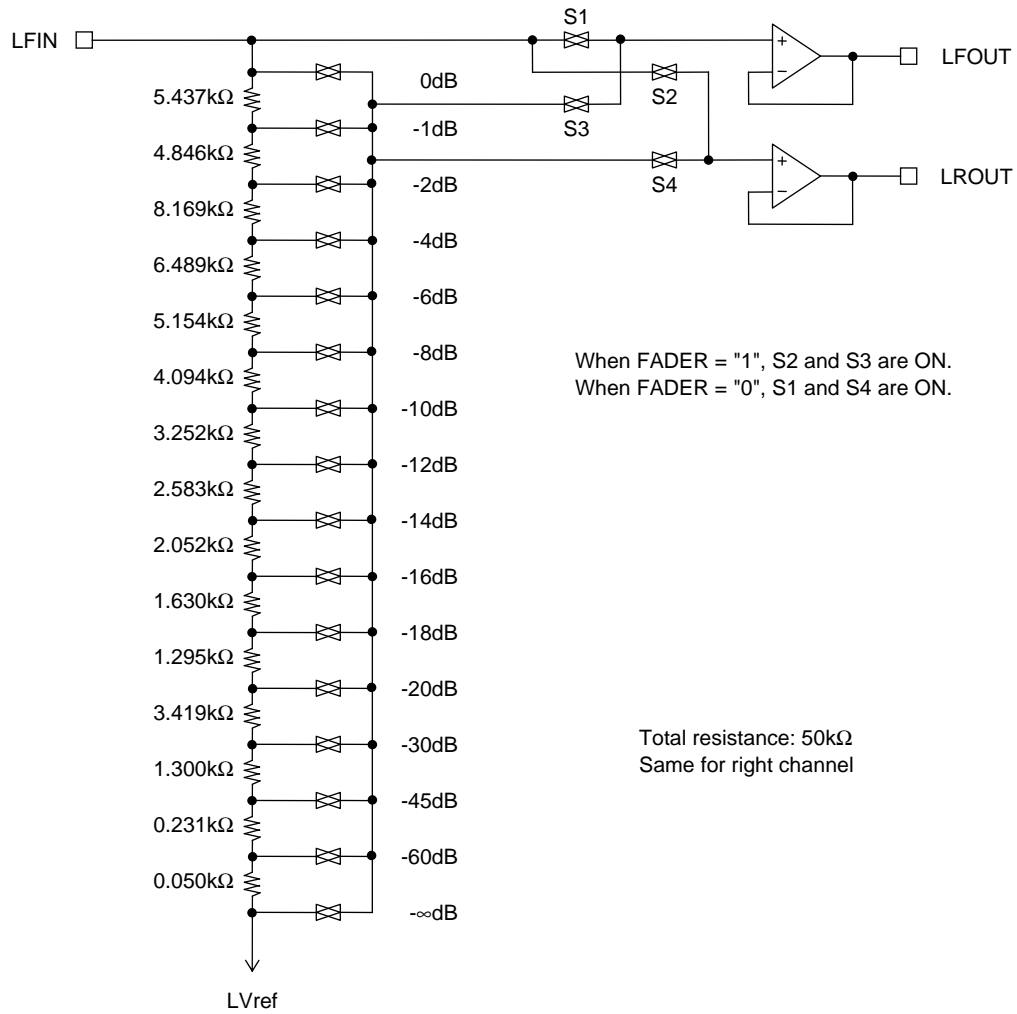 S1
LFIN
LFOUT
0dB
S2
5.437kΩ
S3
-1dB
4.846kΩ
S4
-2dB
LROUT
8.169kΩ
-4dB
6.489kΩ
-6dB
5.154kΩ
-8dB
When FADER = "1", S2 and S3 are ON.
When FADER = "0", S1 and S4 are ON.
4.094kΩ
-10dB
3.252kΩ
-12dB
2.583kΩ
-14dB
2.052kΩ
-16dB
1.630kΩ
-18dB
1.295kΩ
-20dB
3.419kΩ
Total resistance: 50kΩ
Same for right channel
-30dB
1.300kΩ
-45dB
0.231kΩ
-60dB
0.050kΩ
-∞dB
LVref
+
−
+
−